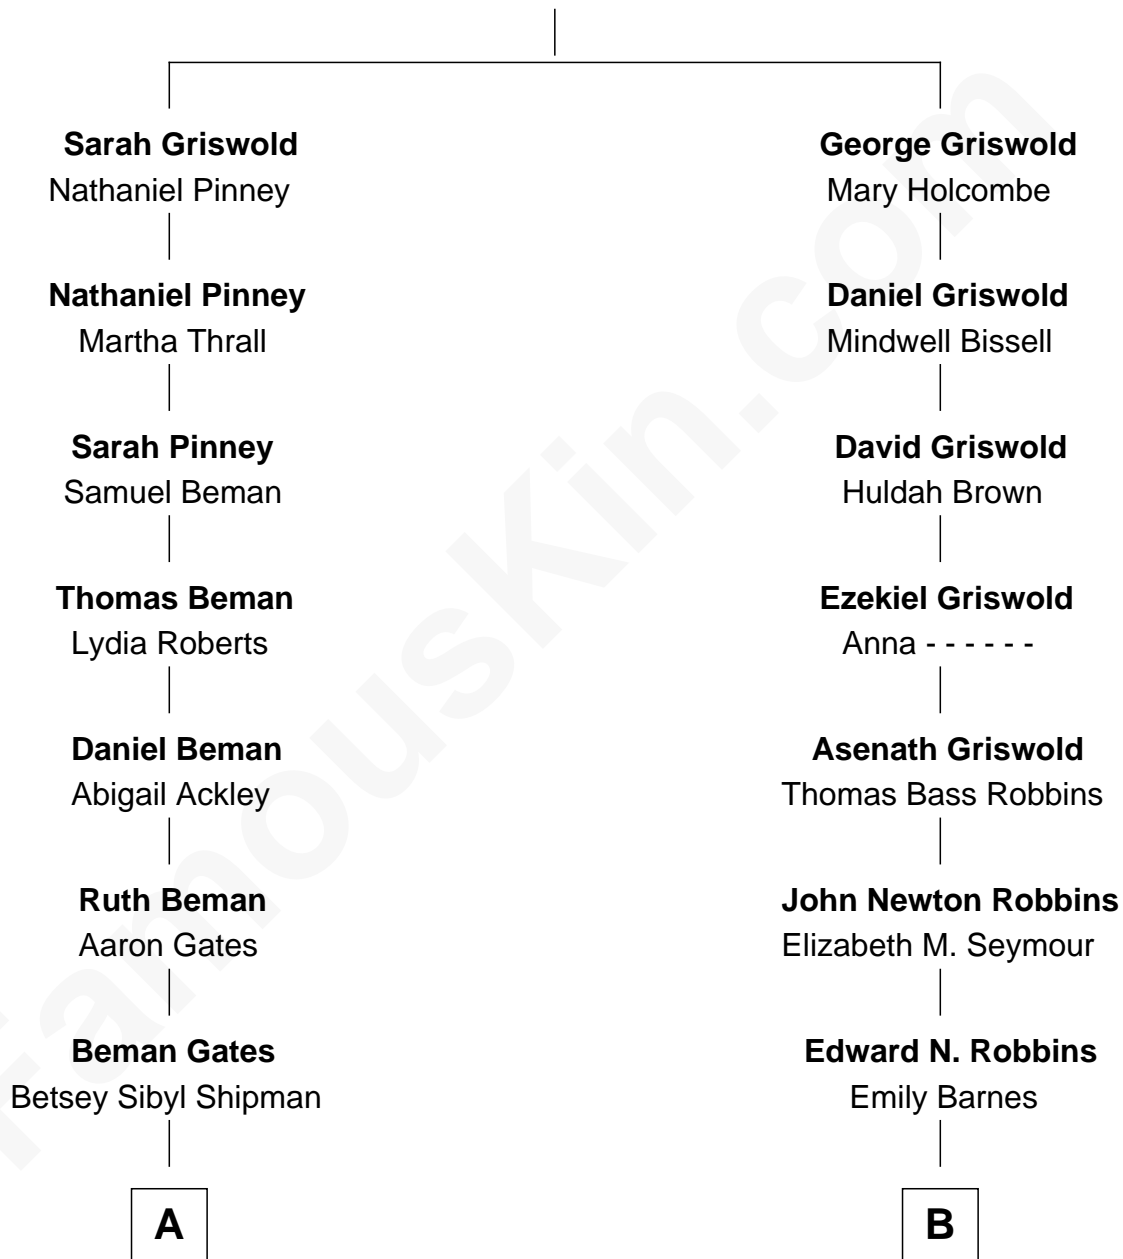 Sarah Griswold
Nathaniel Pinney
Nathaniel Pinney
Martha Thrall
Sarah Pinney
Samuel Beman
Thomas Beman
Lydia Roberts
Daniel Beman
Abigail Ackley
Ruth Beman
Aaron Gates
Beman Gates
Betsey Sibyl Shipman
A
George Griswold
Mary Holcombe
Daniel Griswold
Mindwell Bissell
David Griswold
Huldah Brown
Ezekiel Griswold
Anna - - - - - -
Asenath Griswold
Thomas Bass Robbins
John Newton Robbins
Elizabeth M. Seymour
Edward N. Robbins
Emily Barnes
B
FamousKin.com